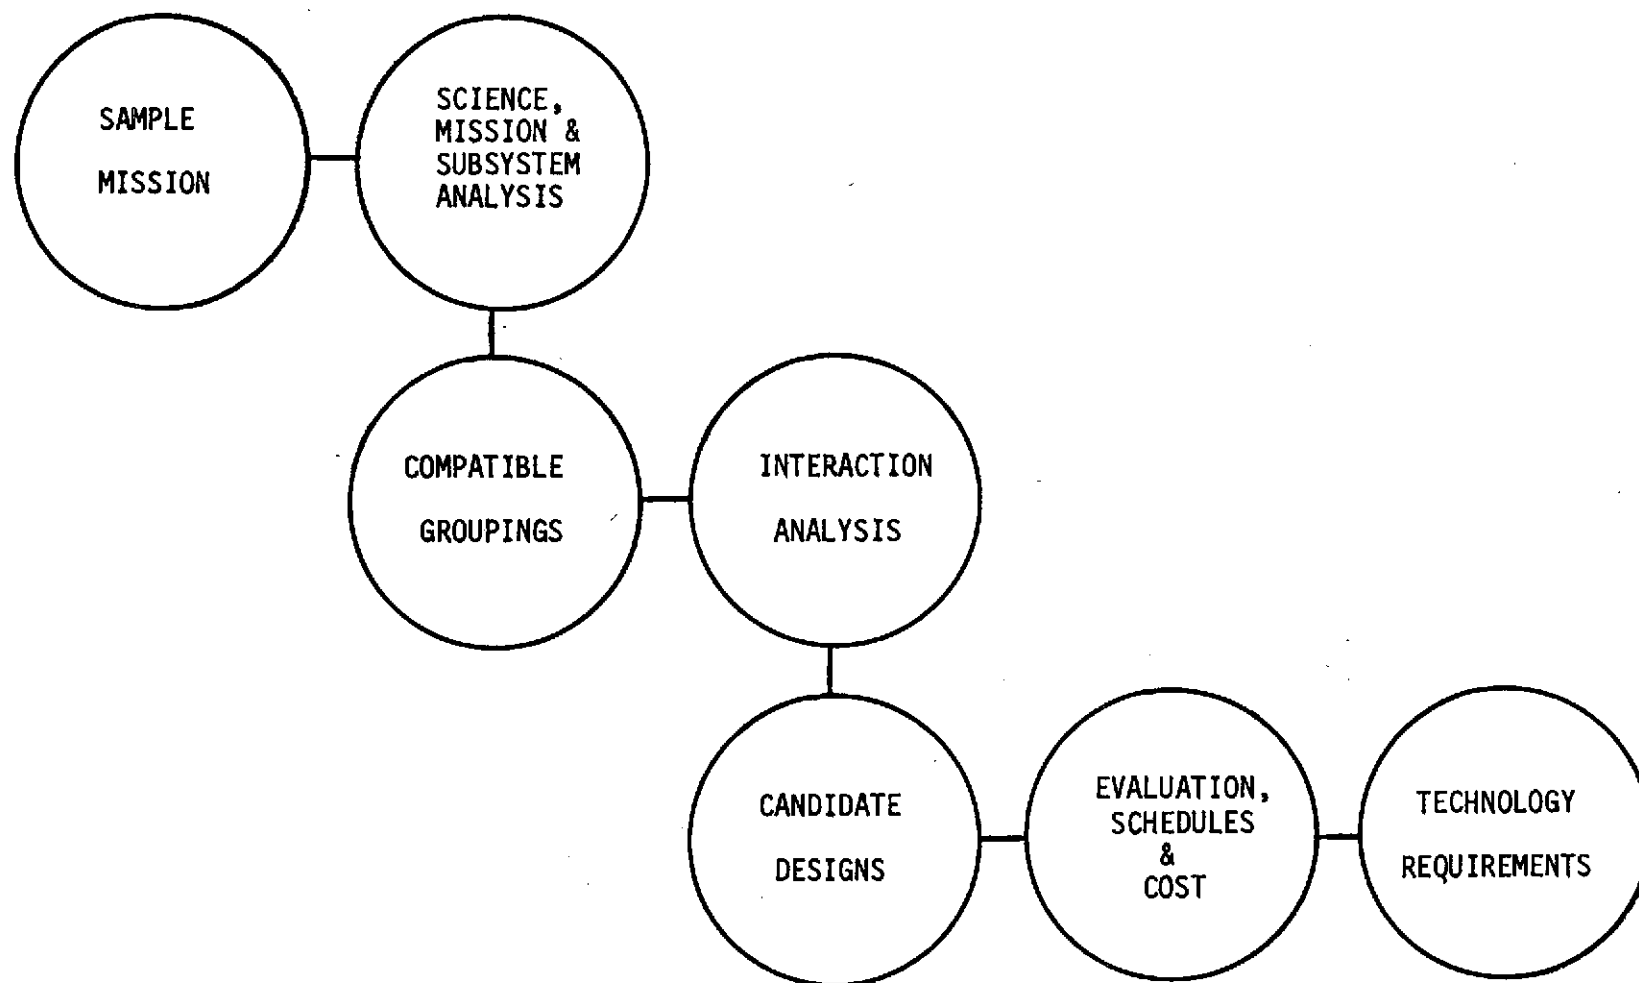 SAMPLE
MISSION
SCIENCE,
MISSION &
SUBSYSTEM
ANALYSIS
COMPATIBLE
GROUPINGS
INTERACTION
ANALYSIS
CANDIDATE
DESIGNS
EVALUATION,
SCHEDULES
&
COST
TECHNOLOGY
REQUIREMENTS